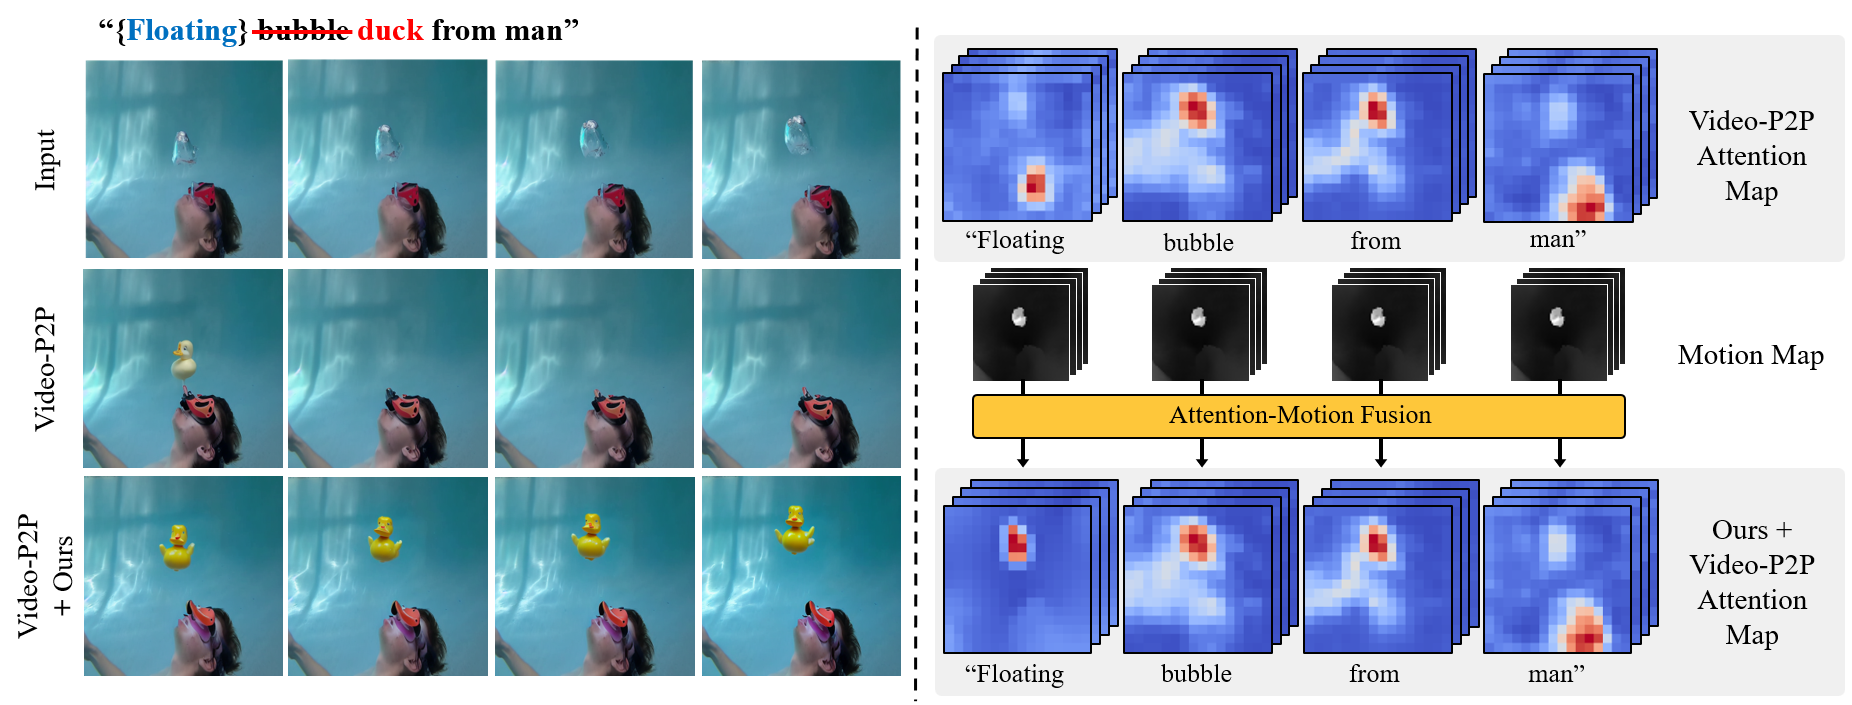 “{Floating} bubble duck from man”
Input
Video-P2P
Video-P2P
+ Ours
Video-P2P
Attention
Map
“Floating
bubble
from
man”
Motion Map
Attention-Motion Fusion
Ours +
Video-P2P
Attention
Map
“Floating
bubble
from
man”